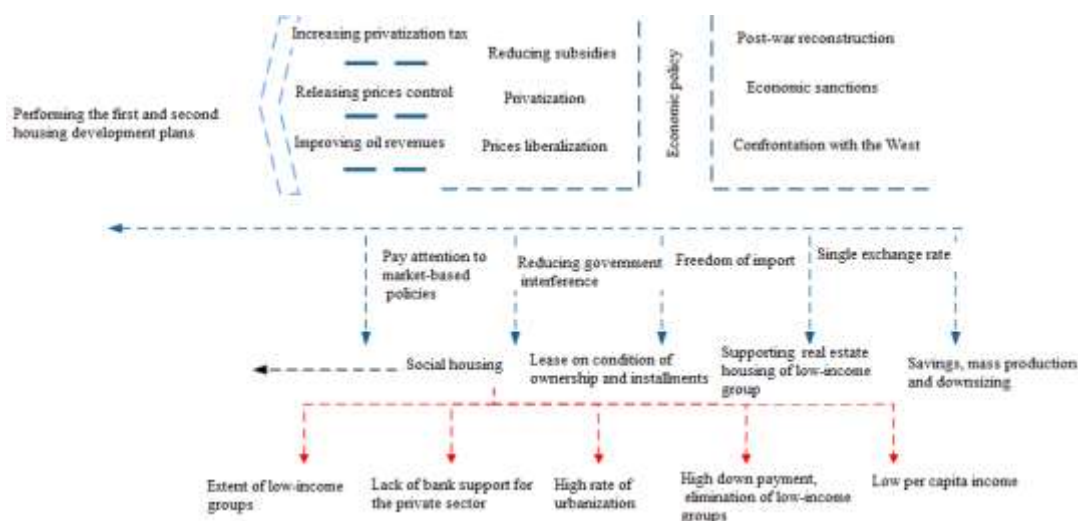 Increasing privatization tax
Releasing prices control
Improving oil revenues
Reducing subsidies
Privatization
Prices liberalization
Economic policy
Post-war reconstruction
Economic sanctions
Confrontation with the West
Performing the first and second
housing development plans
Pay attention to
market-based
policies
Reducing government
interference
Freedom of import
Single exchange rate
Social housing
Lease on condition of
ownership and installments
Supporting real estate
housing of low-income
group
Savings, mass production
and downsizing
Extent of low-income
groups
Lack of bank support for
the private sector
High rate of
urbanization
High down payment,
elimination of low-income
groups
Low per capita income